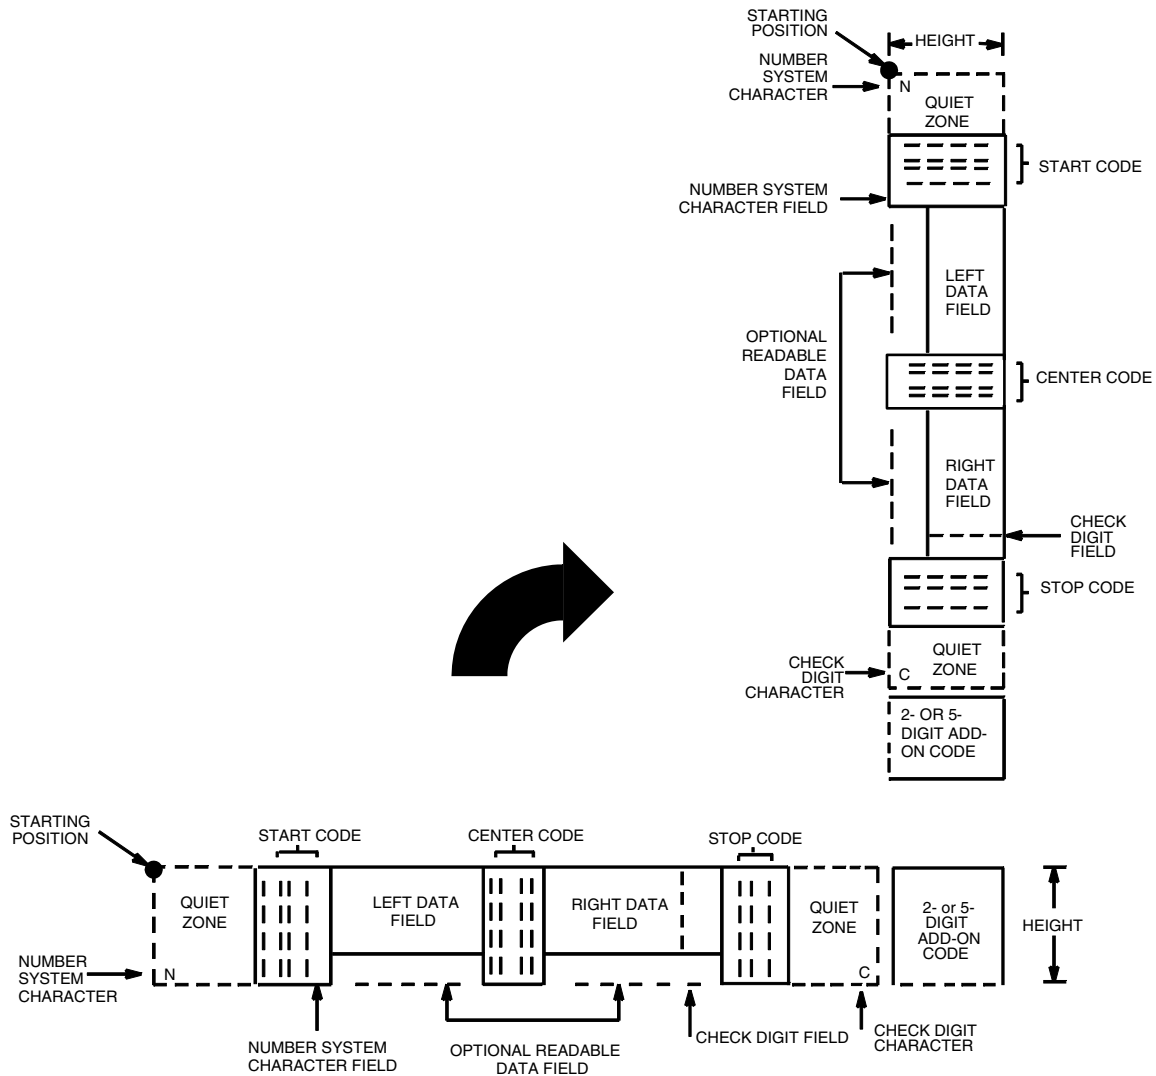 STARTING
POSITION
HEIGHT
NUMBER
SYSTEM
CHARACTER
N
QUIET
ZONE
START CODE
NUMBER SYSTEM
CHARACTER FIELD
LEFT
DATA
FIELD
OPTIONAL
READABLE
DATA
FIELD
CENTER CODE
RIGHT
DATA
FIELD
CHECK
DIGIT
FIELD
STOP CODE
QUIET
ZONE
CHECK
DIGIT
CHARACTER
C
2- OR 5-
DIGIT ADD-
ON CODE
STARTING
POSITION
START CODE
CENTER CODE
STOP CODE
QUIET
ZONE
LEFT DATA
FIELD
RIGHT DATA
FIELD
QUIET
ZONE
2- or 5-
DIGIT
ADD-ON
CODE
HEIGHT
NUMBER
SYSTEM
CHARACTER
N
C
NUMBER SYSTEM
CHARACTER FIELD
OPTIONAL READABLE
DATA FIELD
CHECK DIGIT FIELD
CHECK DIGIT
CHARACTER